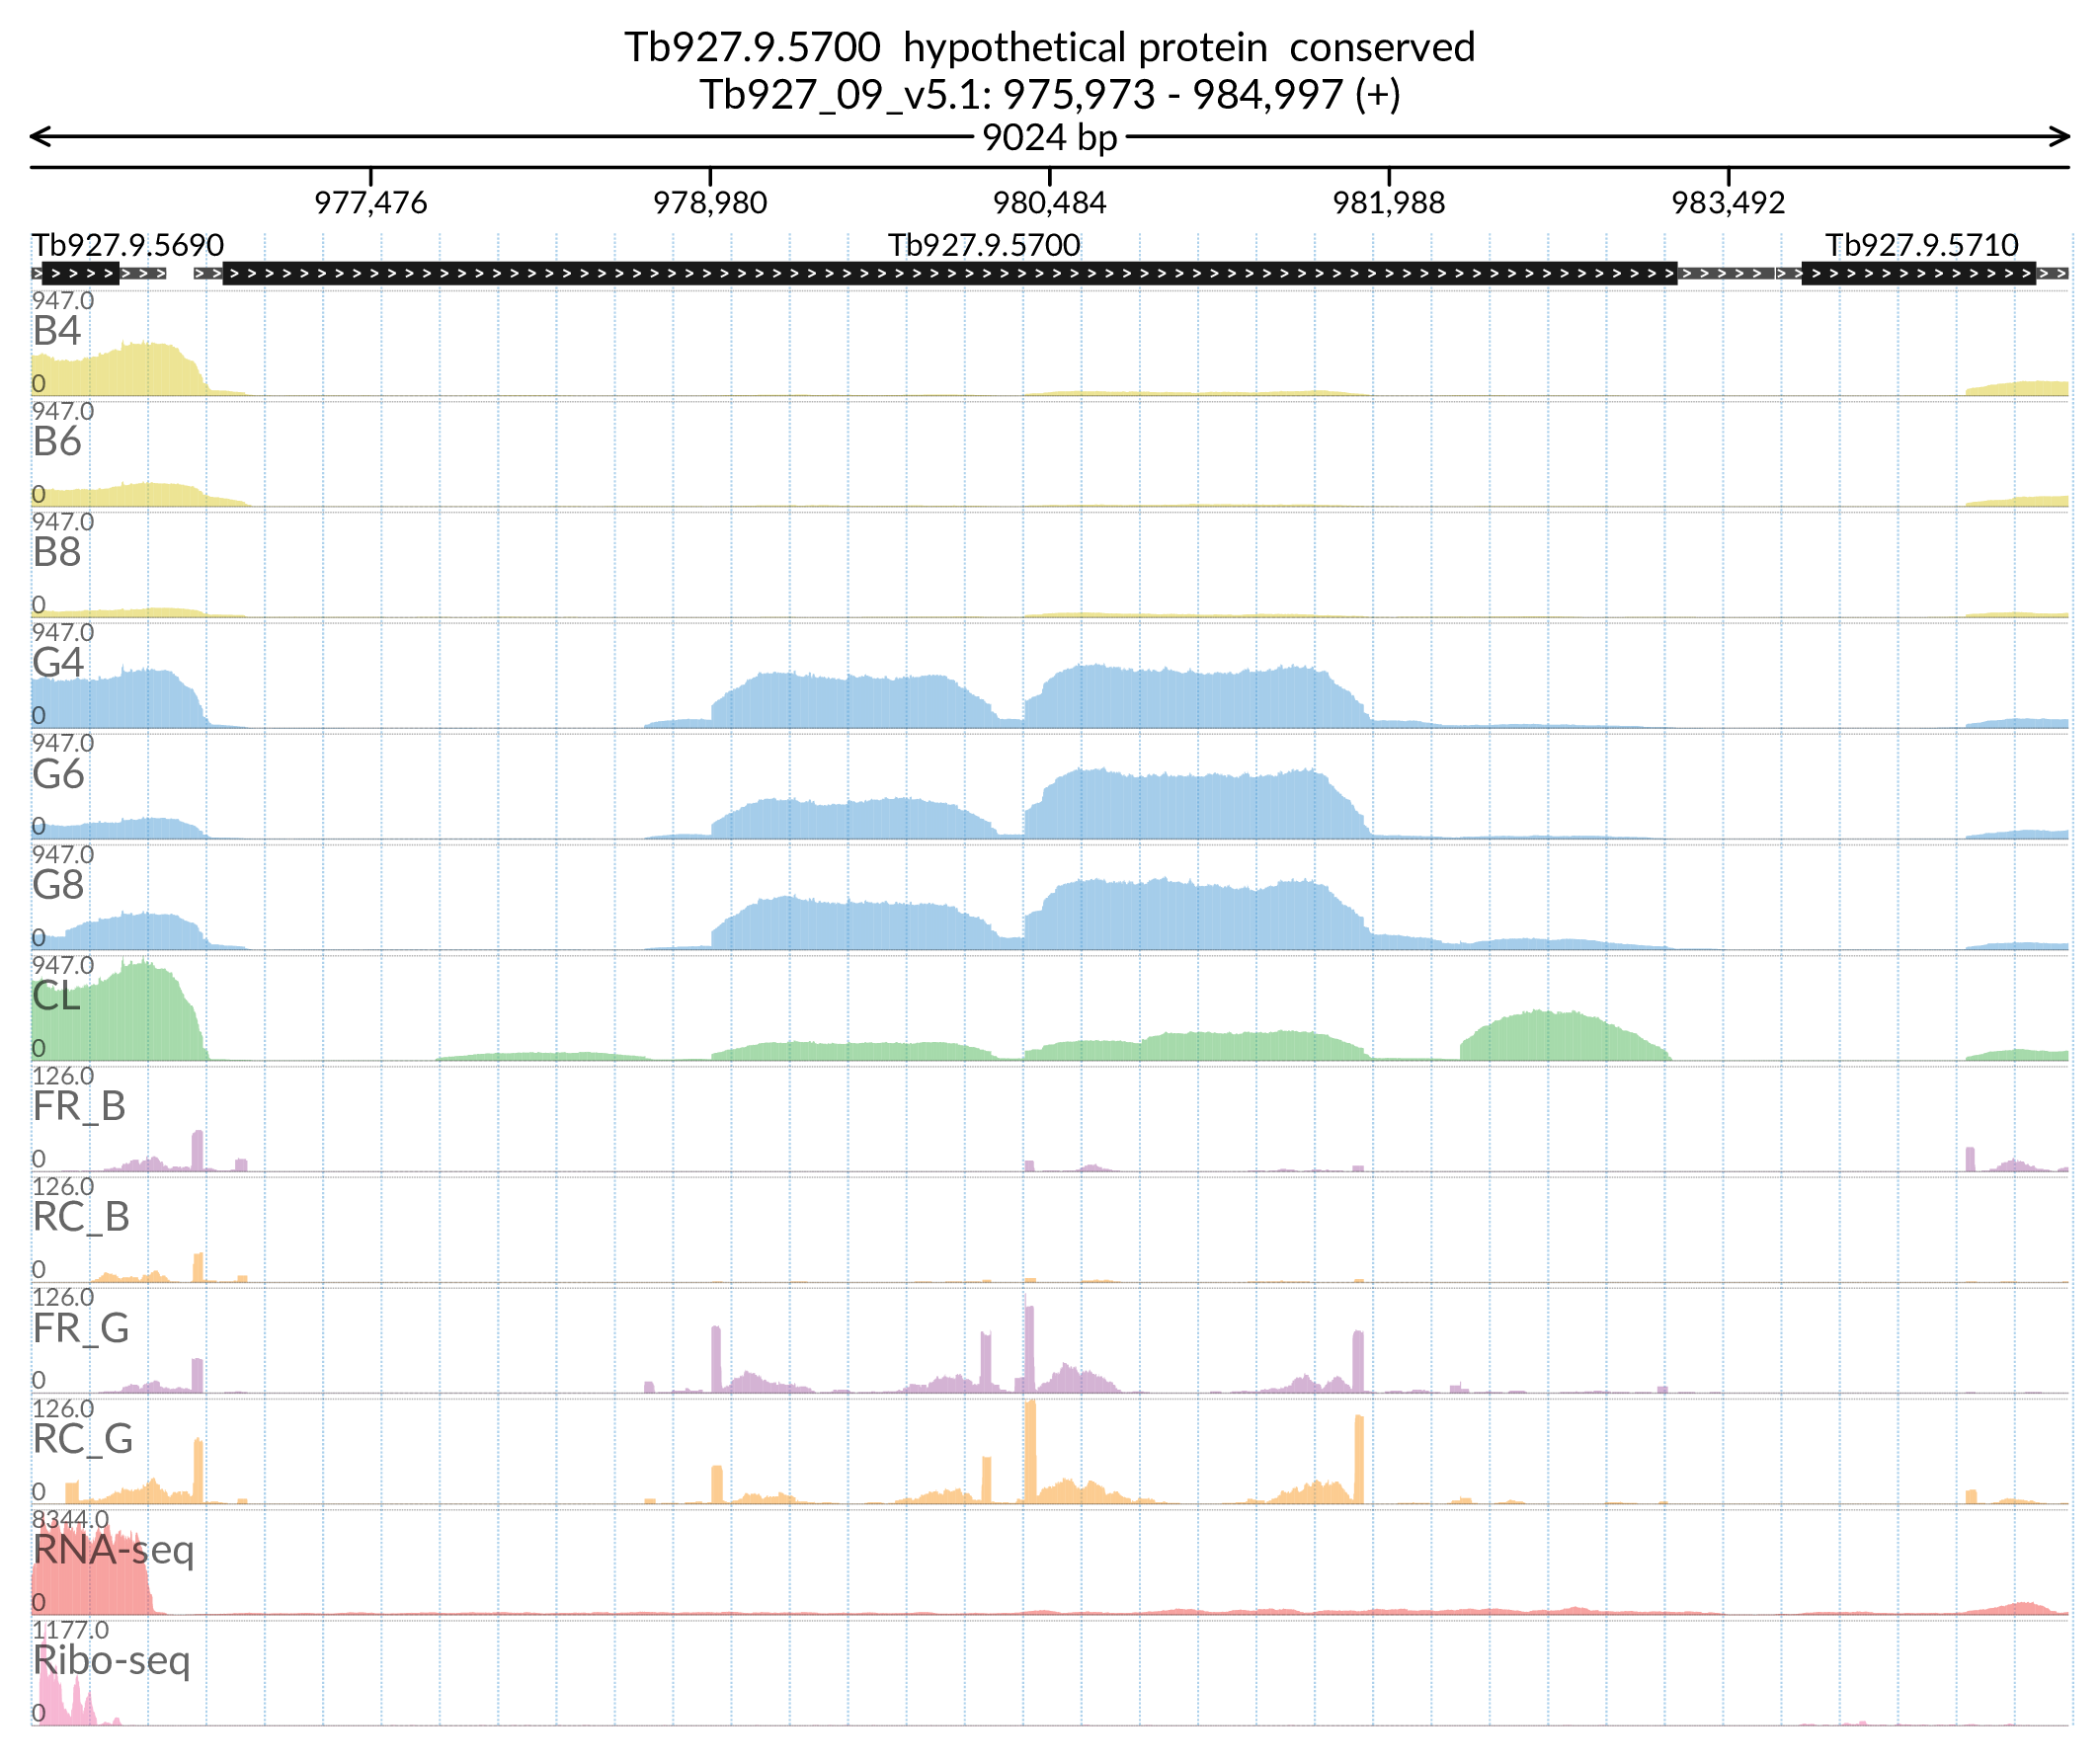 Tb927.9.5700 hypothetical protein conserved
Tb927_09_v5.1: 975,973 - 984,997 (+)
9024 bp
977,476 978,980 980,484 981,988 983,492
Tb927.9.5690 Tb927.9.5700 Tb927.9.5710
947.0
B4
0
947.0
B6
0
947.0
B8
0
947.0
G4
0
947.0
G6
0
947.0
G8
0
947.0
CL
0
126.0
FR_B
0
126.0
RC_B
0
126.0
FR_G
0
126.0
RC_G
0
8344.0
RNA-seq
0
1177.0
Ribo-seq
0